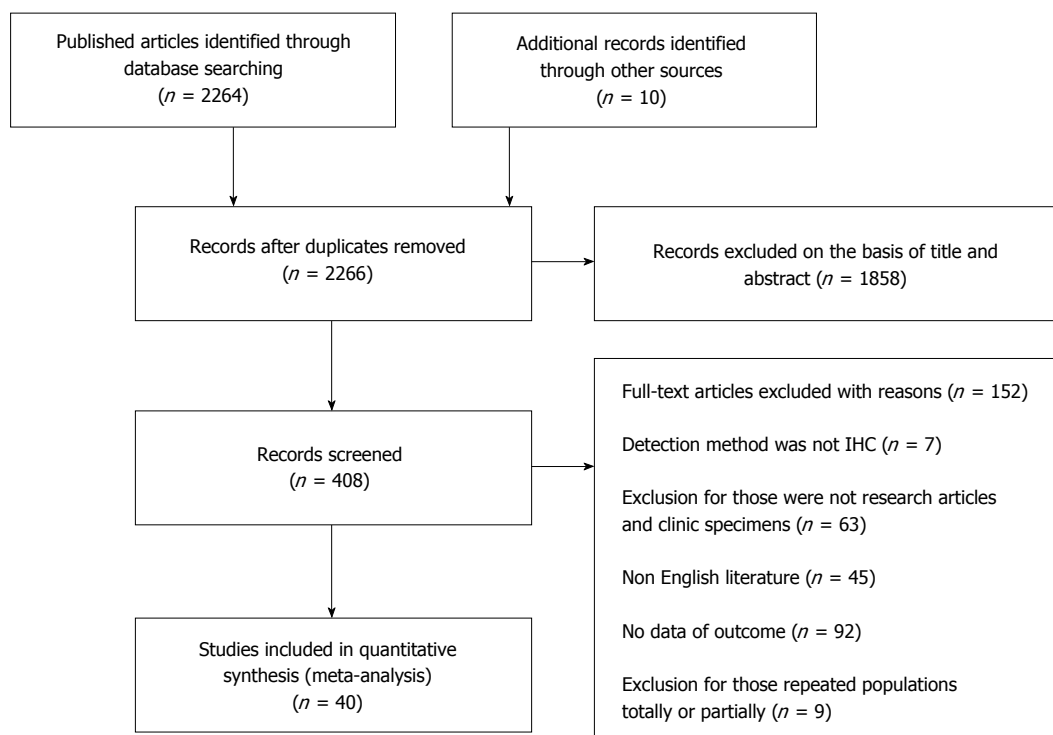 Published articles identified through
database searching
(n = 2264)
Additional records identified
through other sources
(n = 10)
Records after duplicates removed
(n = 2266)
Records excluded on the basis of title and
abstract (n = 1858)
Records screened
(n = 408)
Full-text articles excluded with reasons (n = 152)
Detection method was not IHC (n = 7)
Exclusion for those were not research articles
and clinic specimens (n = 63)
Non English literature (n = 45)
No data of outcome (n = 92)
Exclusion for those repeated populations
totally or partially (n = 9)
Studies included in quantitative
synthesis (meta-analysis)
(n = 40)